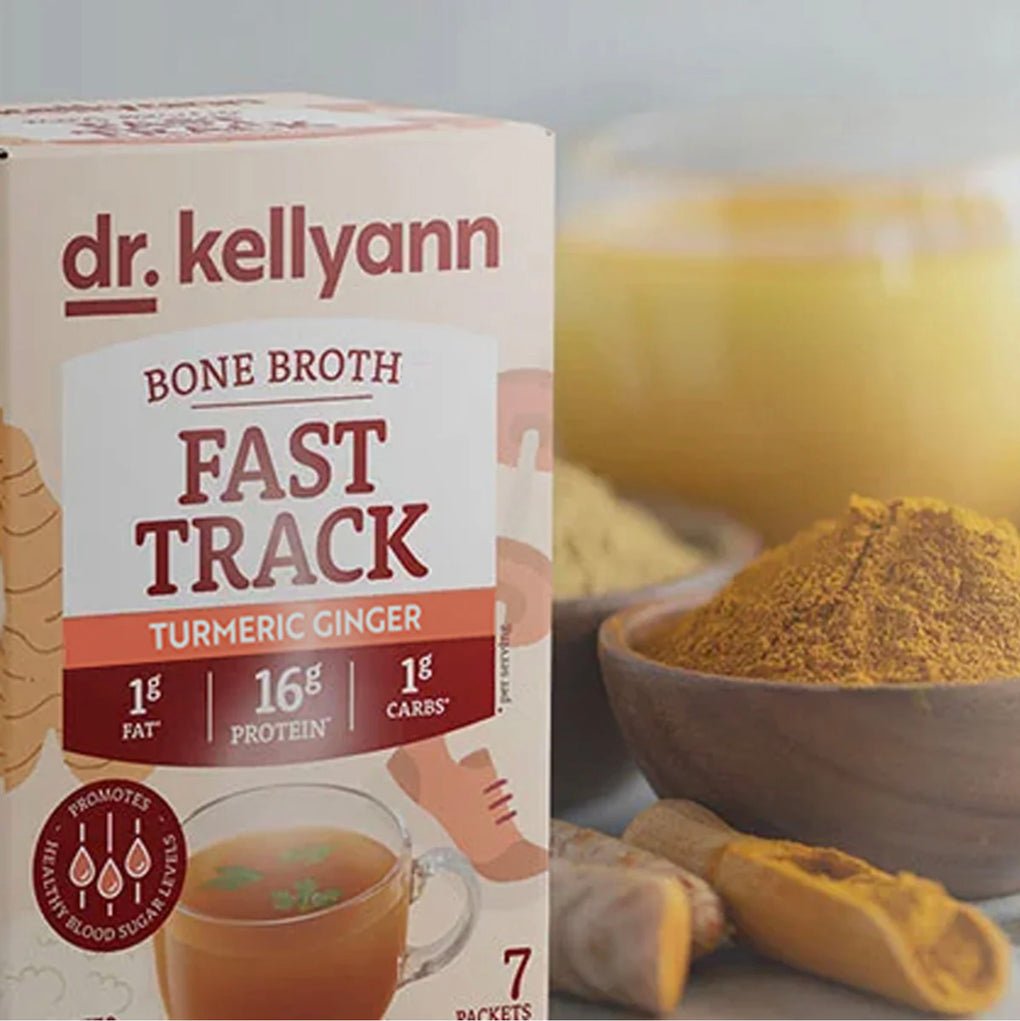 dr. kellyann
BONE BROTH
FAST
TRACK
TURMERIC GINGER
1g
FAT*
16g
PROTEIN*
1g
CARBS*
* per serving
PROMOTES
HEALTHY BLOOD SUGAR LEVELS
7
PACKETS